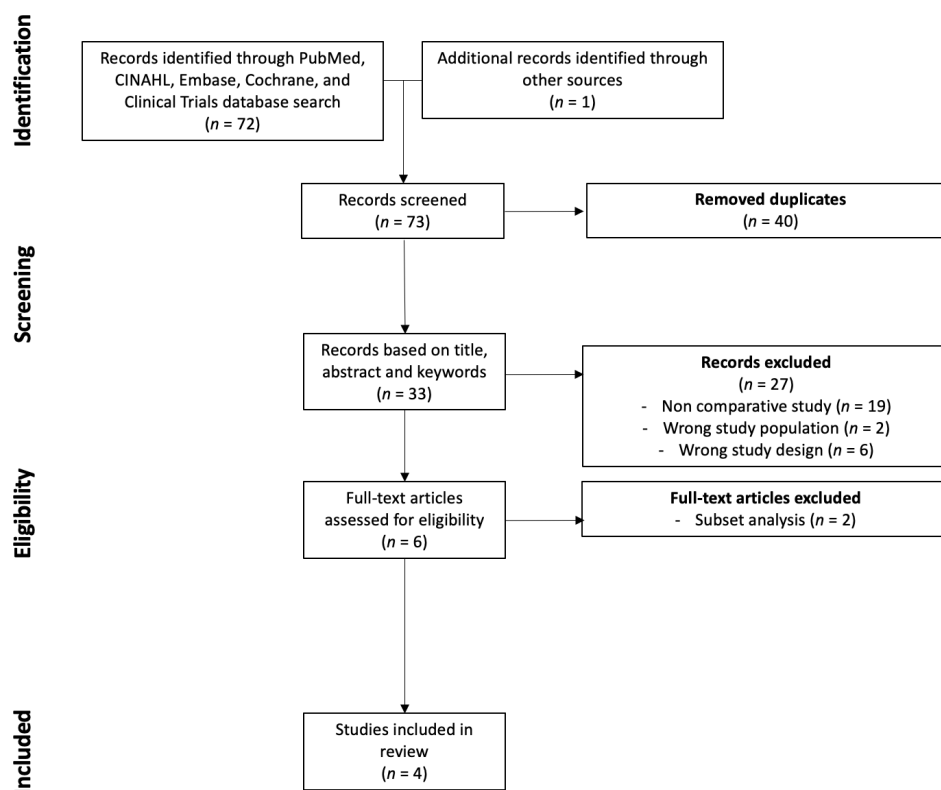 Identification
Records identified through PubMed,
CINAHL, Embase, Cochrane, and
Clinical Trials database search
(n = 72)
Additional records identified through
other sources
(n = 1)
Records screened
(n = 73)
Removed duplicates
(n = 40)
Screening
Records based on title,
abstract and keywords
(n = 33)
Records excluded
(n = 27)
- Non comparative study (n = 19)
- Wrong study population (n = 2)
- Wrong study design (n = 6)
Eligibility
Full-text articles
assessed for eligibility
(n = 6)
Full-text articles excluded
- Subset analysis (n = 2)
ncluded
Studies included in
review
(n = 4)